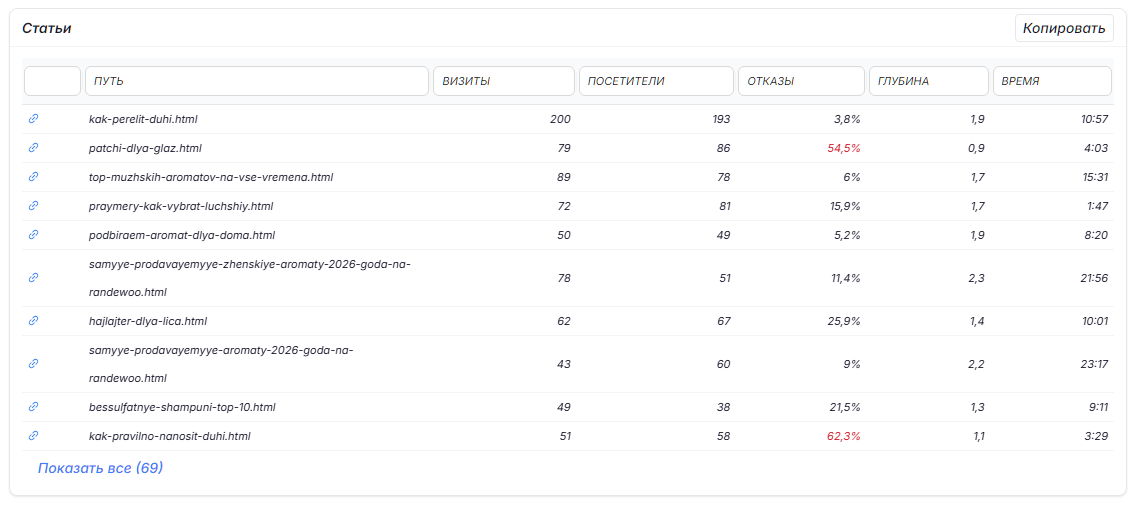 Статьи Копировать
ПУТЬ ВИЗИТЫ ПОСЕТИТЕЛИ ОТКАЗЫ ГЛУБИНА ВРЕМЯ
kak-perelit-duhi.html 200 193 3,8% 1,9 10:57
patchi-dlya-glaz.html 79 86 54,5% 0,9 4:03
top-muzhskih-aromatov-na-vse-vremena.html 89 78 6% 1,7 15:31
praymery-kak-vybrat-luchshiy.html 72 81 15,9% 1,7 1:47
podbiraem-aromat-dlya-doma.html 50 49 5,2% 1,9 8:20
samyye-prodavayemyye-zhenskiye-aromaty-2026-goda-na-
randewoo.html 78 51 11,4% 2,3 21:56
hajlajter-dlya-lica.html 62 67 25,9% 1,4 10:01
samyye-prodavayemyye-aromaty-2026-goda-na-
randewoo.html 43 60 9% 2,2 23:17
bessulfatnye-shampuni-top-10.html 49 38 21,5% 1,3 9:11
kak-pravilno-nanosit-duhi.html 51 58 62,3% 1,1 3:29
Показать все (69)